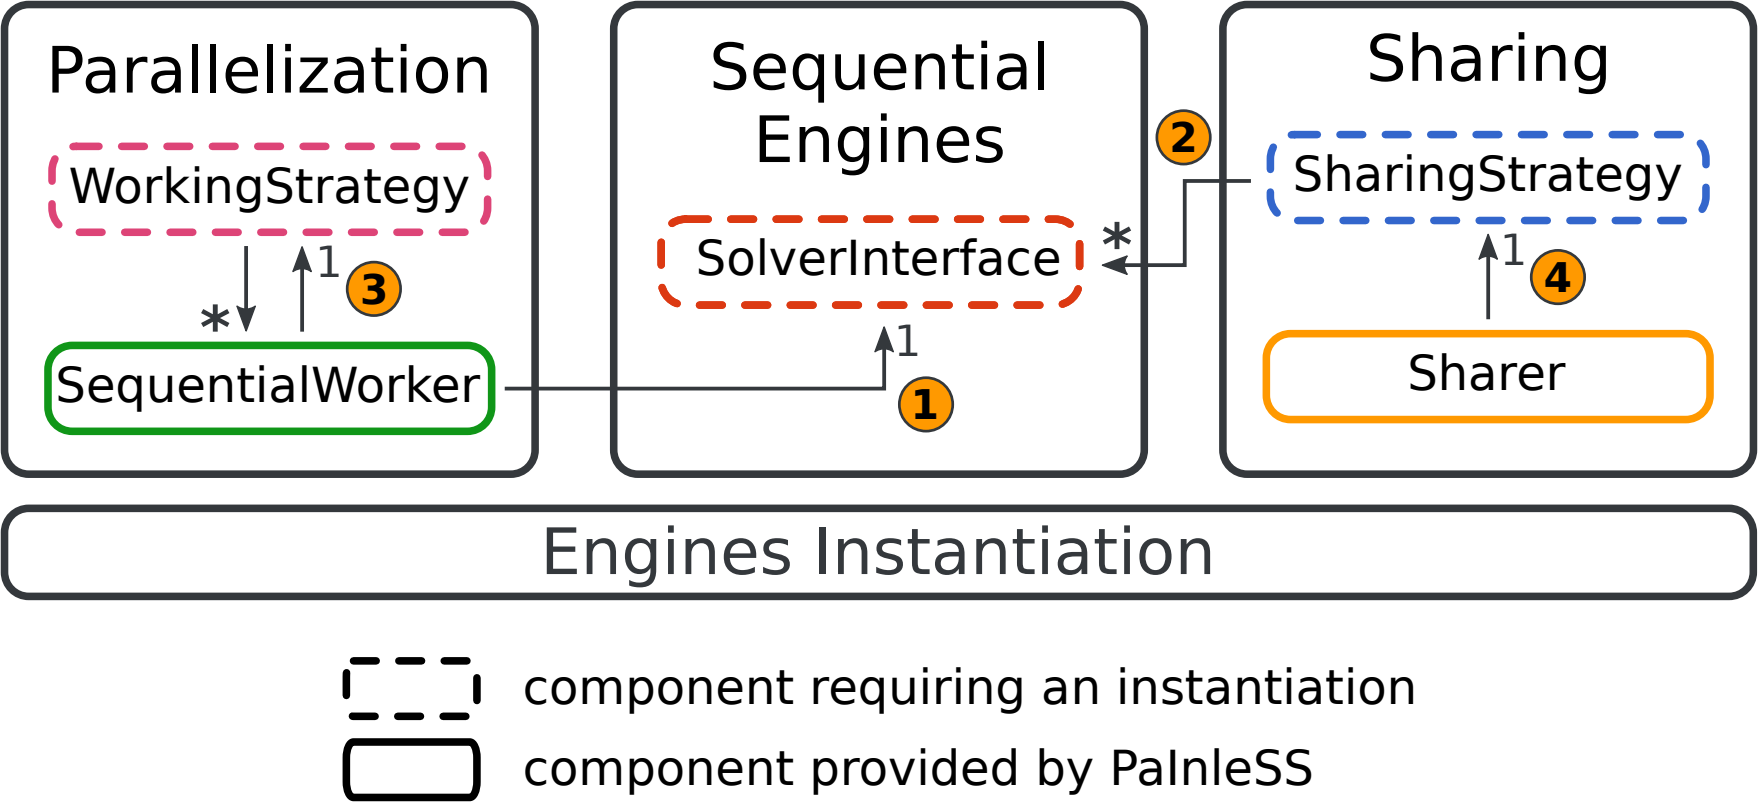 Parallelization
WorkingStrategy
1
3
*
SequentialWorker
Sequential
Engines
SolverInterface
1
1
2
*
Sharing
SharingStrategy
1
4
Sharer
Engines Instantiation
component requiring an instantiation
component provided by PaInleSS